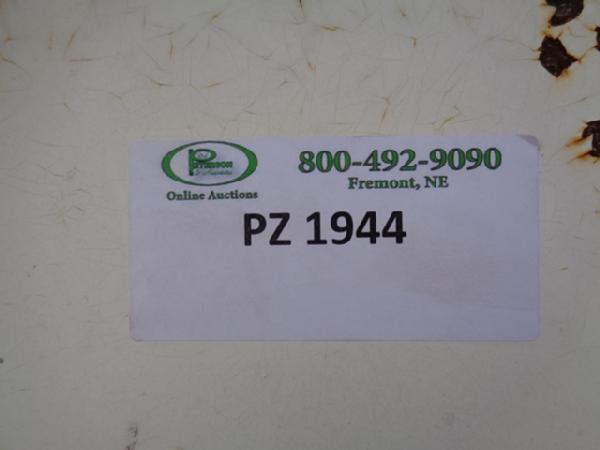 800-492-9090
Fremont, NE
Online Auctions
PZ 1944